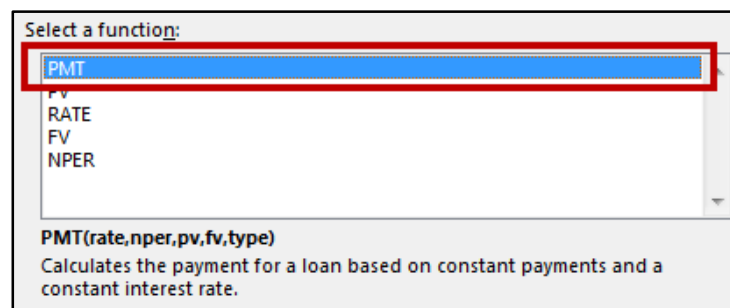 Select a function:
PMT
FV
RATE
FV
NPER
PMT(rate,nper,pv,fv,type)
Calculates the payment for a loan based on constant payments and a
constant interest rate.